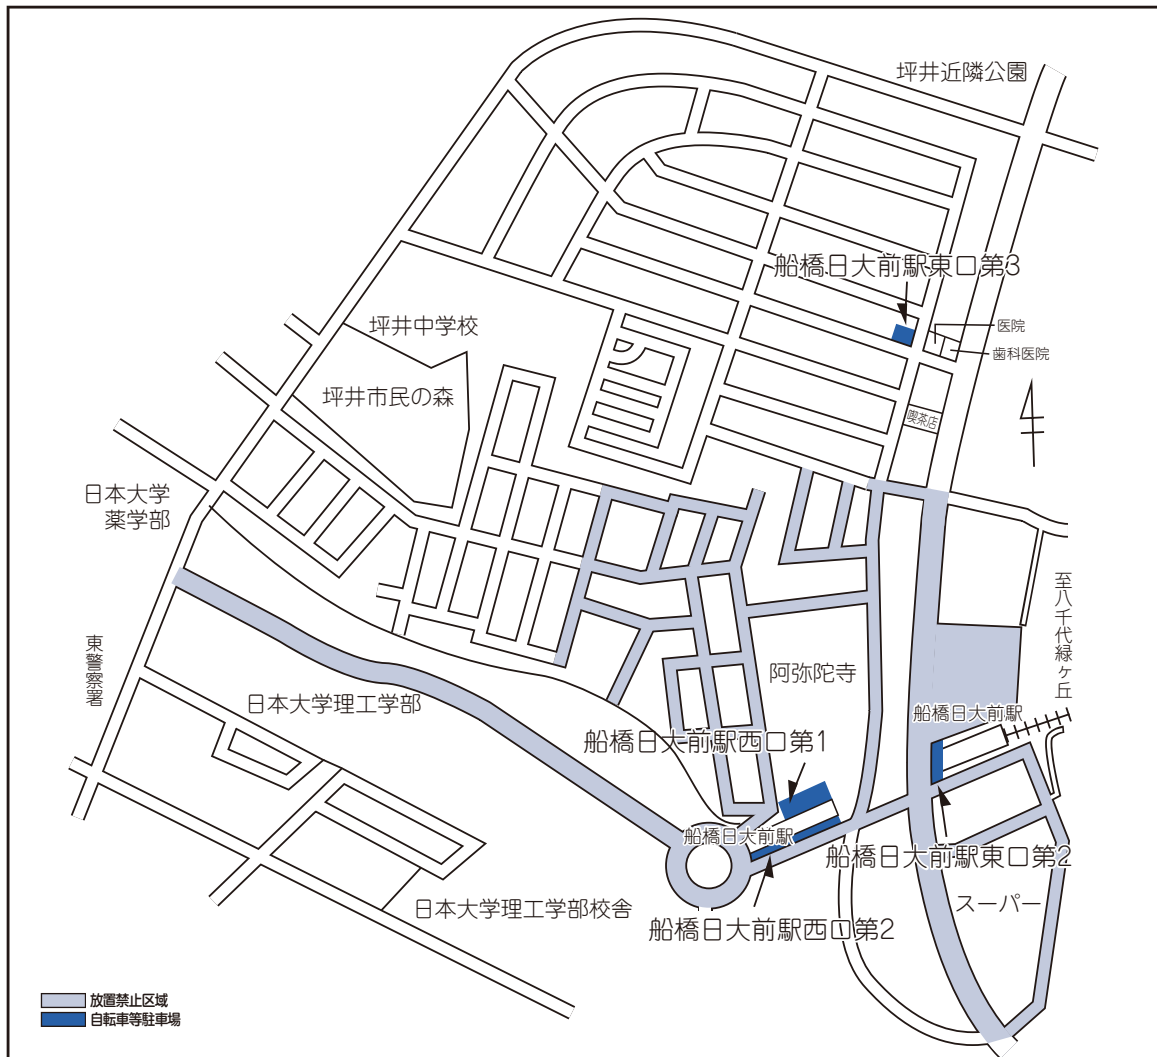 坪井近隣公園
船橋日大前駅東口第3
医院
歯科医院
坪井中学校
坪井市民の森
喫茶店
日本大学
薬学部
至八千代緑ヶ丘
東警察署
阿弥陀寺
日本大学理工学部
船橋日大前駅
船橋日大前駅西口第1
船橋日大前駅
船橋日大前駅東口第2
スーパー
日本大学理工学部校舎
船橋日大前駅西口第2
放置禁止区域
自転車等駐車場